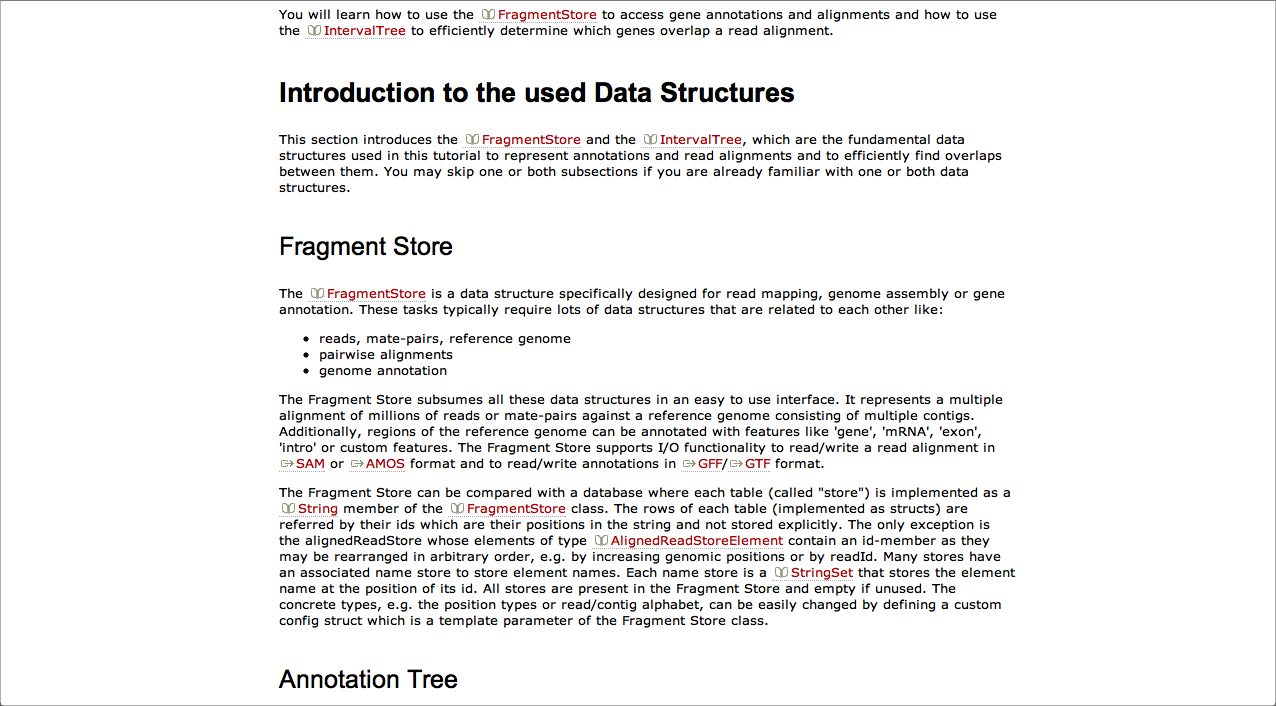 You will learn how to use the FragmentStore to access gene annotations and alignments and how to use
the IntervalTree to efficiently determine which genes overlap a read alignment.
Introduction to the used Data Structures
This section introduces the FragmentStore and the IntervalTree, which are the fundamental data
structures used in this tutorial to represent annotations and read alignments and to efficiently find overlaps
between them. You may skip one or both subsections if you are already familiar with one or both data
structures.
Fragment Store
The FragmentStore is a data structure specifically designed for read mapping, genome assembly or gene
annotation. These tasks typically require lots of data structures that are related to each other like:
• reads, mate-pairs, reference genome
• pairwise alignments
• genome annotation
The Fragment Store subsumes all these data structures in an easy to use interface. It represents a multiple
alignment of millions of reads or mate-pairs against a reference genome consisting of multiple contigs.
Additionally, regions of the reference genome can be annotated with features like 'gene', 'mRNA', 'exon',
'intro' or custom features. The Fragment Store supports I/O functionality to read/write a read alignment in
SAM or AMOS format and to read/write annotations in GFF/GTF format.
The Fragment Store can be compared with a database where each table (called "store") is implemented as a
String member of the FragmentStore class. The rows of each table (implemented as structs) are
referred by their ids which are their positions in the string and not stored explicitly. The only exception is
the alignedReadStore whose elements of type AlignedReadStoreElement contain an id-member as they
may be rearranged in arbitrary order, e.g. by increasing genomic positions or by readId. Many stores have
an associated name store to store element names. Each name store is a StringSet that stores the element
name at the position of its id. All stores are present in the Fragment Store and empty if unused. The
concrete types, e.g. the position types or read/contig alphabet, can be easily changed by defining a custom
config struct which is a template parameter of the Fragment Store class.
Annotation Tree